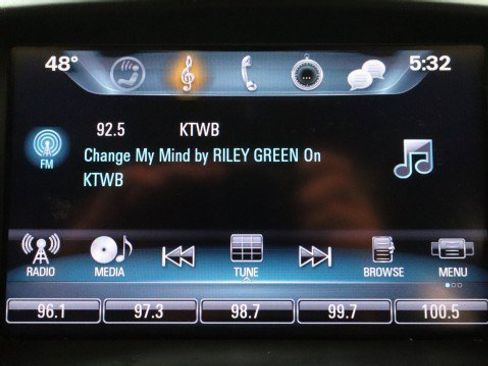 48° 5:32
92.5 KTWB
FM
Change My Mind by RILEY GREEN On
KTWB
RADIO MEDIA TUNE BROWSE MENU
96.1 97.3 98.7 99.7 100.5